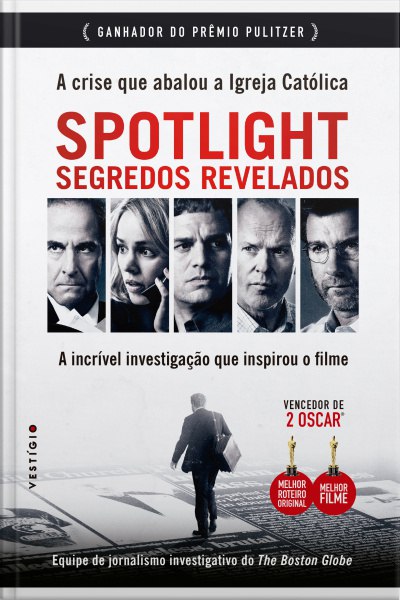 GANHADOR DO PRÊMIO PULITZER
A crise que abalou a Igreja Católica
SPOTLIGHT
SEGREDOS REVELADOS
A incrível investigação que inspirou o filme
VENCEDOR DE
2 OSCAR®
MELHOR
ROTEIRO
ORIGINAL
MELHOR
FILME
VESTÍGIO
Equipe de jornalismo investigativo do The Boston Globe